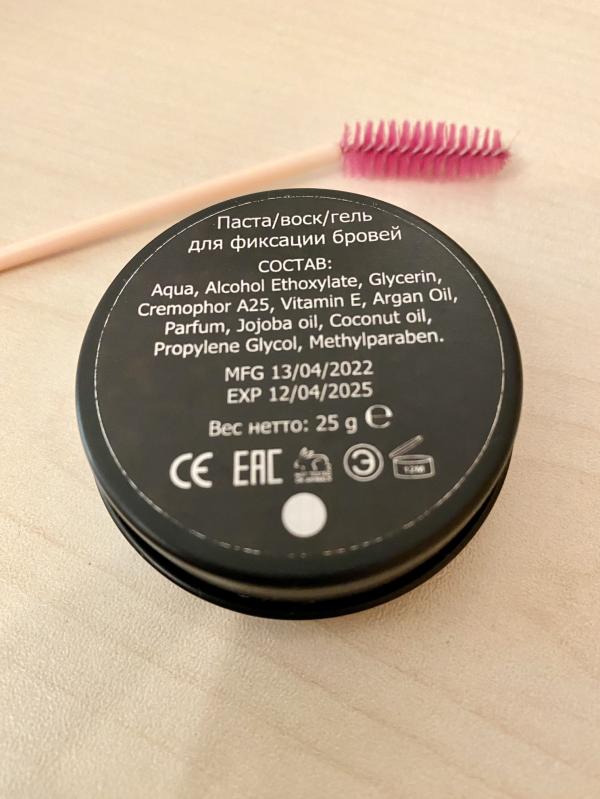 Паста/воск/гель
для фиксации бровей
СОСТАВ:
Aqua, Alcohol Ethoxylate, Glycerin,
Cremophor A25, Vitamin E, Argan Oil,
Parfum, Jojoba oil, Coconut oil,
Propylene Glycol, Methylparaben.
MFG 13/04/2022
EXP 12/04/2025
Вес нетто: 25 g ℮
CE EAC Э 12M